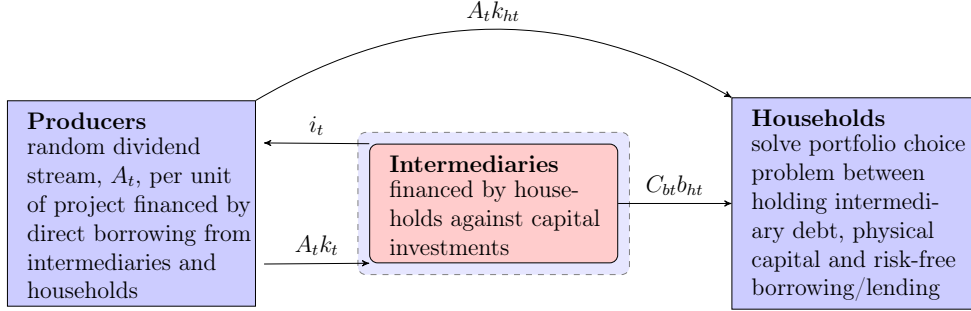 A_t k_{ht}
Producers
random dividend
stream, A_t, per unit
of project financed by
direct borrowing from
intermediaries and
households
i_t
A_t k_t
Intermediaries
financed by house-
holds against capital
investments
C_{bt} b_{ht}
Households
solve portfolio choice
problem between
holding intermedi-
ary debt, physical
capital and risk-free
borrowing/lending